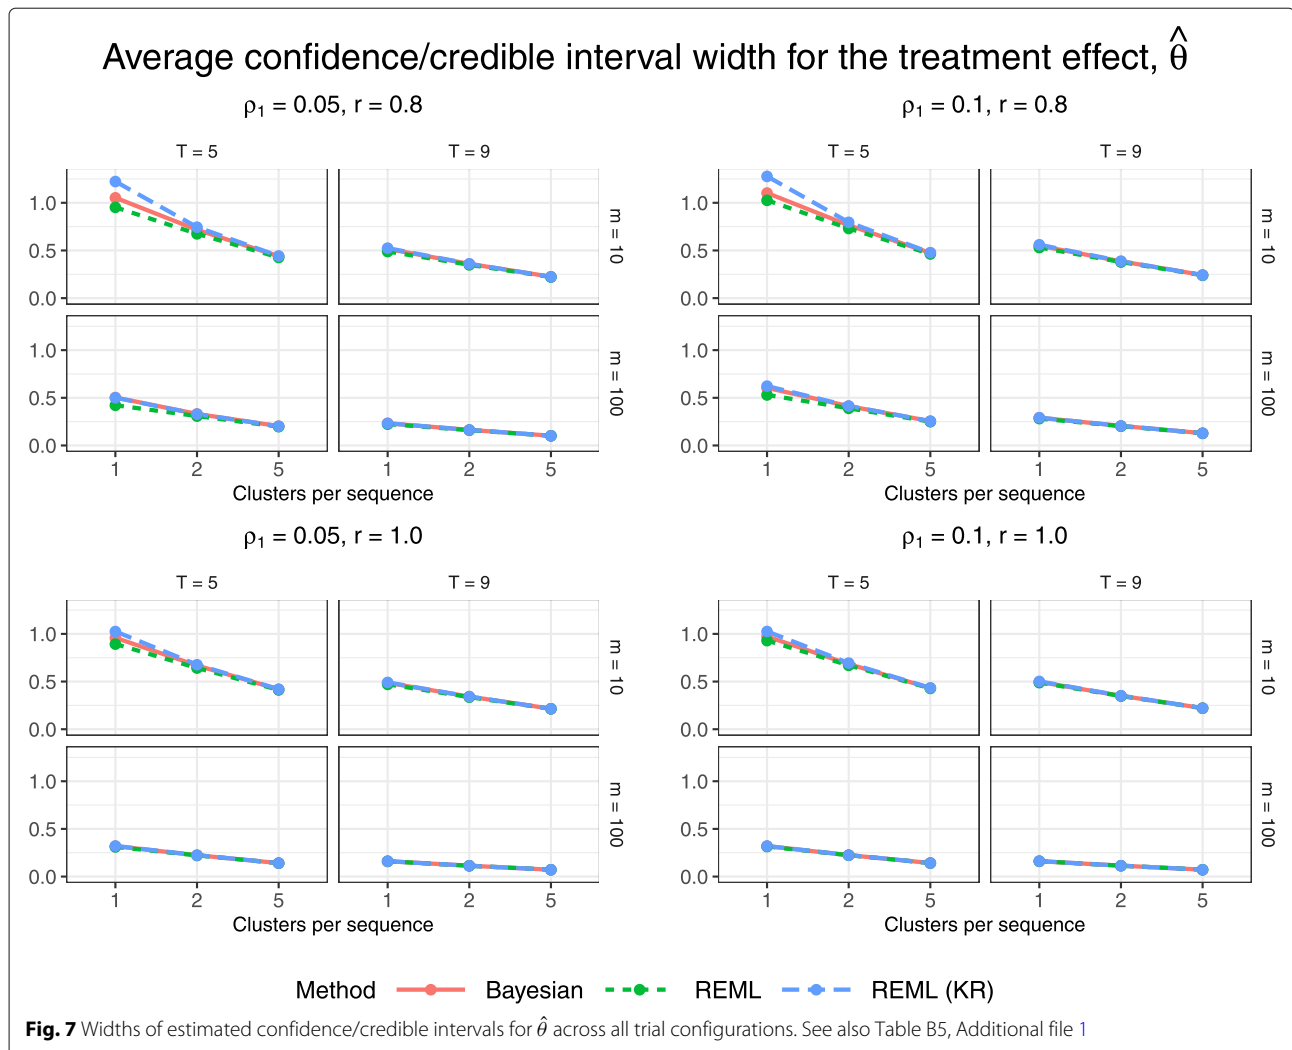 Average confidence/credible interval width for the treatment effect, θ̂
ρ₁ = 0.05, r = 0.8
T = 5 T = 9
1.0
0.5
0.0
m = 10
1.0
0.5
0.0
m = 100
1 2 5 1 2 5
Clusters per sequence
ρ₁ = 0.1, r = 0.8
T = 5 T = 9
1.0
0.5
0.0
m = 10
1.0
0.5
0.0
m = 100
1 2 5 1 2 5
Clusters per sequence
ρ₁ = 0.05, r = 1.0
T = 5 T = 9
1.0
0.5
0.0
m = 10
1.0
0.5
0.0
m = 100
1 2 5 1 2 5
Clusters per sequence
ρ₁ = 0.1, r = 1.0
T = 5 T = 9
1.0
0.5
0.0
m = 10
1.0
0.5
0.0
m = 100
1 2 5 1 2 5
Clusters per sequence
Method Bayesian REML REML (KR)
Fig. 7 Widths of estimated confidence/credible intervals for θ̂ across all trial configurations. See also Table B5, Additional file 1